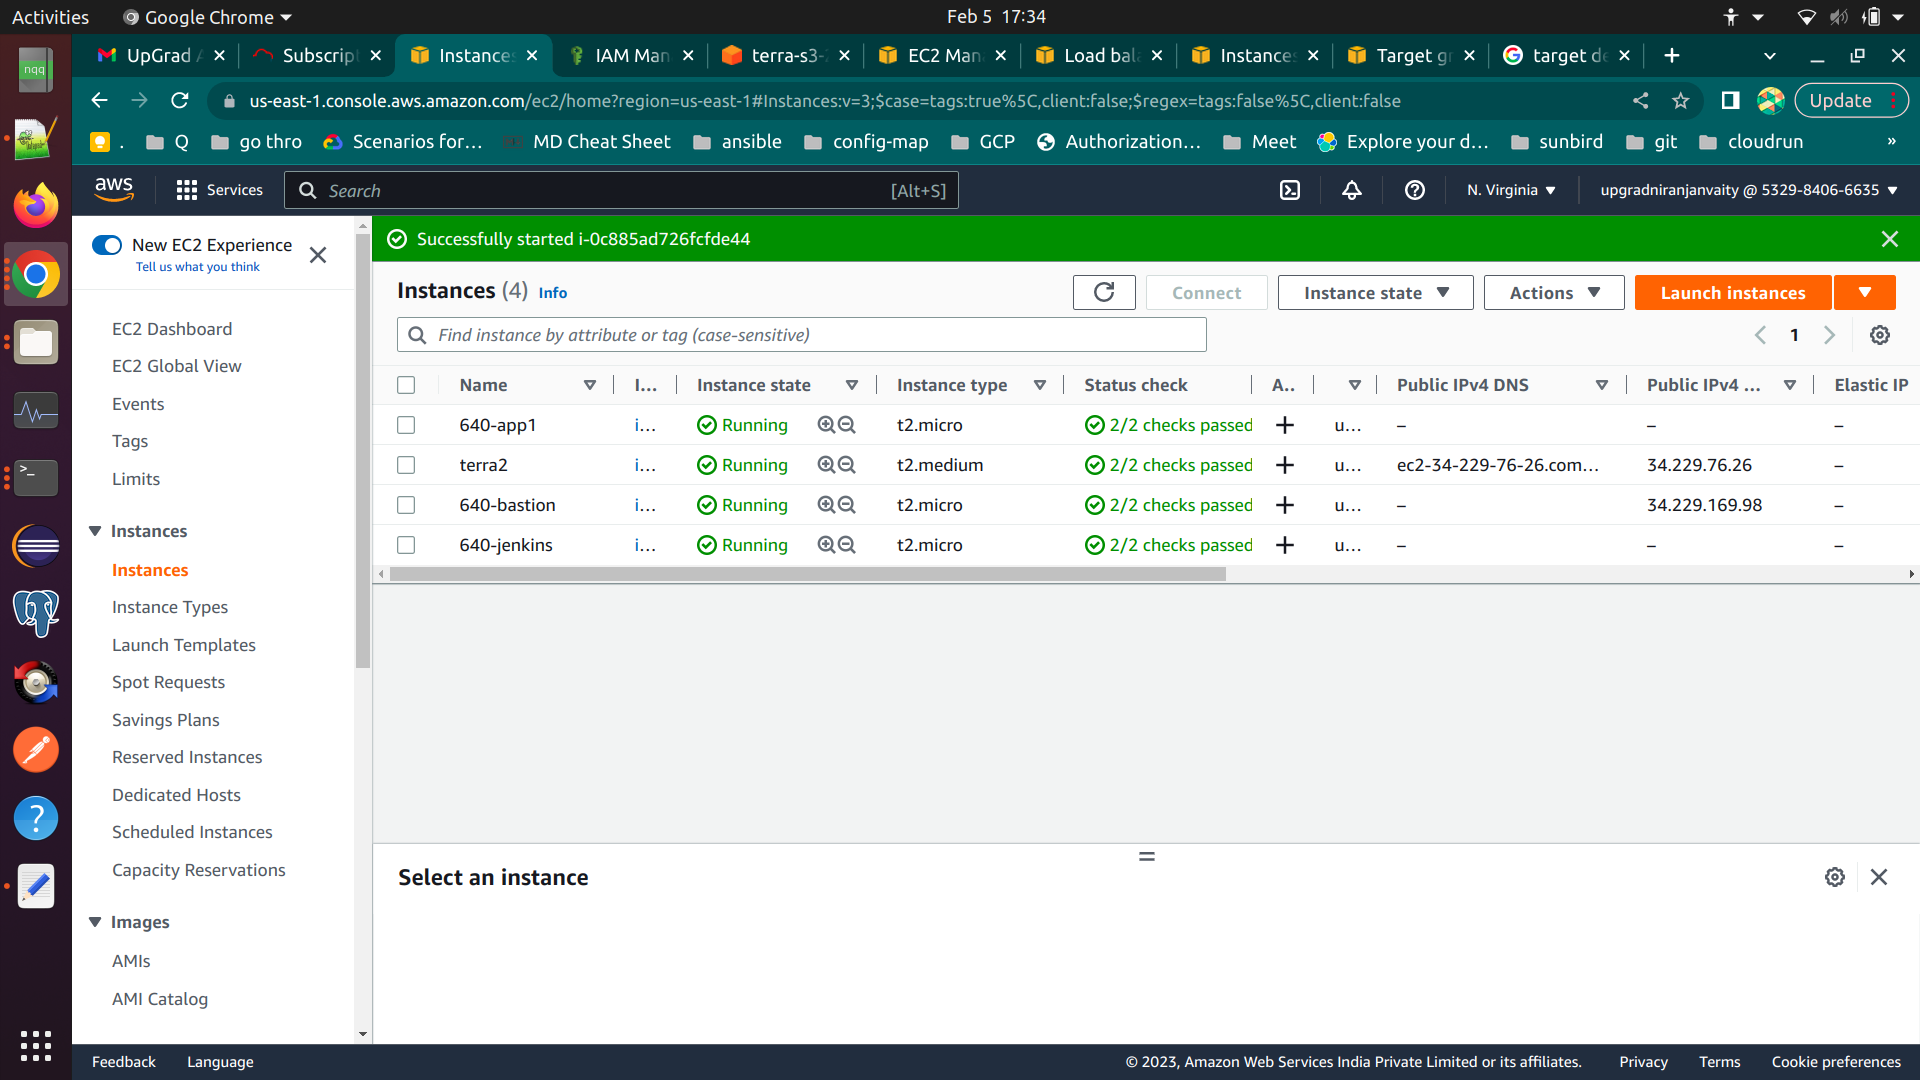 Activities
Google Chrome
Feb 5 17:34
UpGrad A
Subscript
Instances
IAM Man
terra-s3-
EC2 Man
Load bala
Instances
Target gr
target de
us-east-1.console.aws.amazon.com/ec2/home?region=us-east-1#Instances:v=3;$case=tags:true%5C,client:false;$regex=tags:false%5C,client:false
Update
.
Q
go thro
Scenarios for...
MD Cheat Sheet
ansible
config-map
GCP
Authorization...
Meet
Explore your d...
sunbird
git
cloudrun
»
aws
Services
Search
[Alt+S]
N. Virginia
upgradniranjanvaity @ 5329-8406-6635
New EC2 Experience
Tell us what you think
Successfully started i-0c885ad726fcfde44
Instances (4) Info
Connect
Instance state
Actions
Launch instances
Find instance by attribute or tag (case-sensitive)
1
Name I... Instance state Instance type Status check A.. Public IPv4 DNS Public IPv4 ... Elastic IP
640-app1 i... Running t2.micro 2/2 checks passed u... – – –
terra2 i... Running t2.medium 2/2 checks passed u... ec2-34-229-76-26.com... 34.229.76.26 –
640-bastion i... Running t2.micro 2/2 checks passed u... – 34.229.169.98 –
640-jenkins i... Running t2.micro 2/2 checks passed u... – – –
EC2 Dashboard
EC2 Global View
Events
Tags
Limits
Instances
Instances
Instance Types
Launch Templates
Spot Requests
Savings Plans
Reserved Instances
Dedicated Hosts
Scheduled Instances
Capacity Reservations
Images
AMIs
AMI Catalog
Select an instance
Feedback
Language
© 2023, Amazon Web Services India Private Limited or its affiliates.
Privacy
Terms
Cookie preferences
nqq